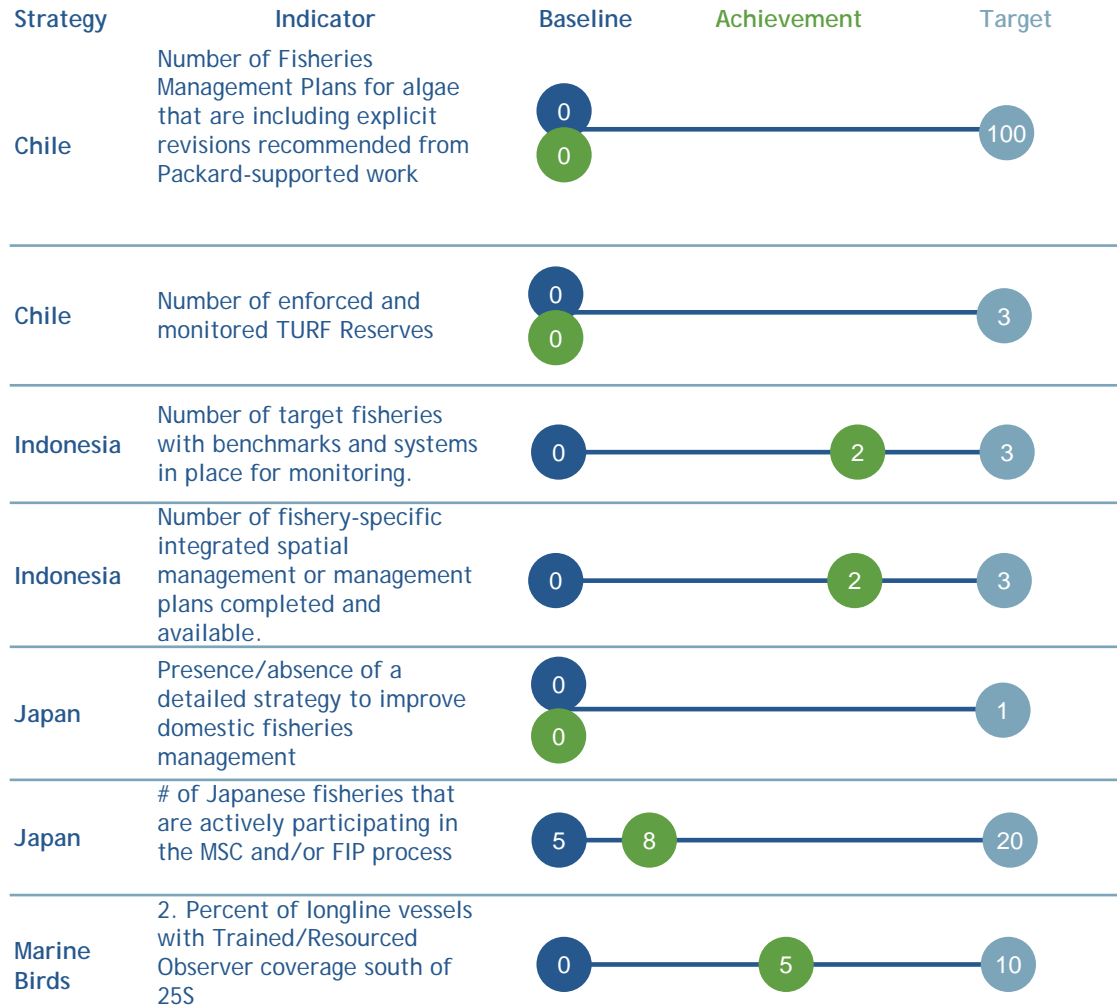 Strategy Indicator Baseline Achievement Target
Number of Fisheries
Management Plans for algae
that are including explicit
revisions recommended from
Packard-supported work
Chile
0
0
100
Number of enforced and
monitored TURF Reserves
Chile
0
0
3
Number of target fisheries
with benchmarks and systems
in place for monitoring.
Indonesia
0 2 3
Number of fishery-specific
integrated spatial
management or management
plans completed and
available.
Indonesia
0 2 3
Presence/absence of a
detailed strategy to improve
domestic fisheries
management
Japan
0
0
1
# of Japanese fisheries that
are actively participating in
the MSC and/or FIP process
Japan
5 8 20
2. Percent of longline vessels
with Trained/Resourced
Observer coverage south of
25S
Marine
Birds
0 5 10